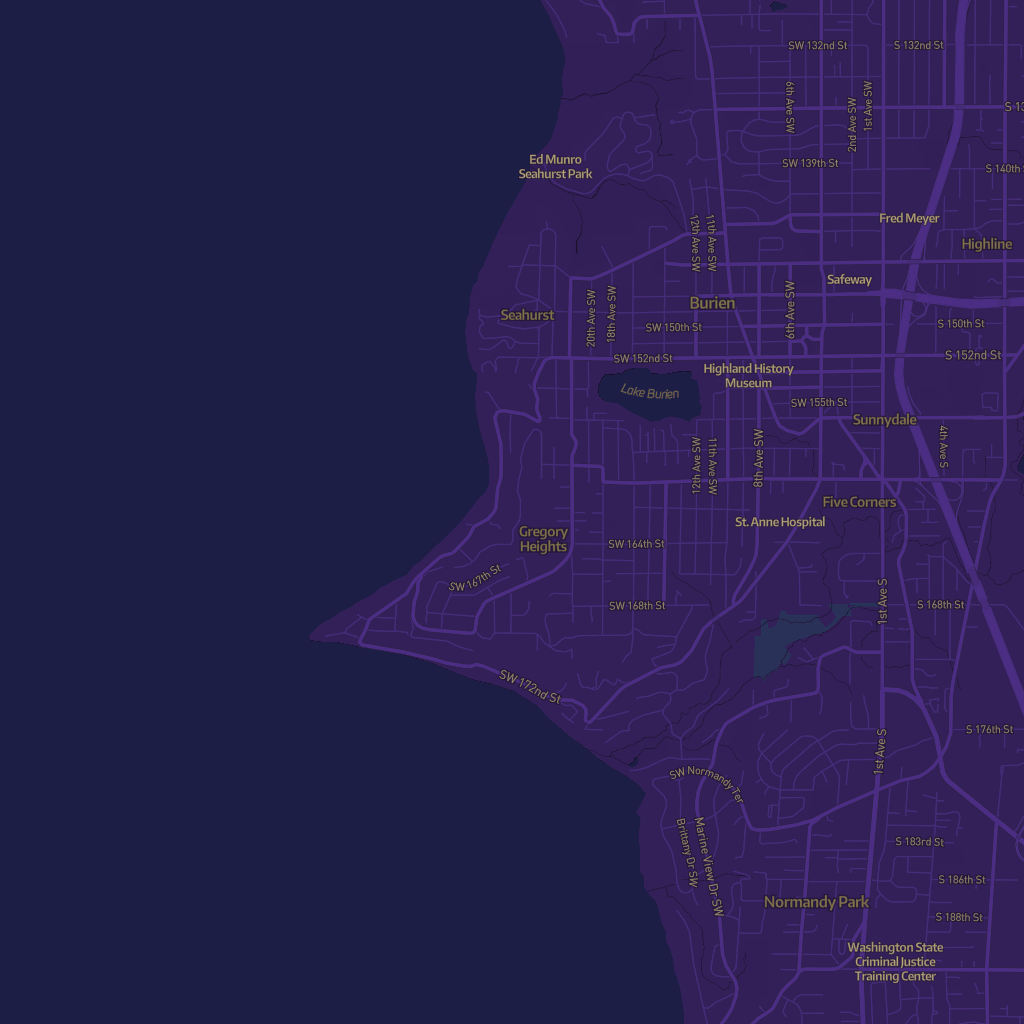 SW 132nd St
S 132nd St
6th Ave SW
2nd Ave SW
1st Ave SW
S 13
Ed Munro
Seahurst Park
SW 139th St
S 140th
12th Ave SW
11th Ave SW
Fred Meyer
Highline
Safeway
20th Ave SW
18th Ave SW
Seahurst
Burien
6th Ave SW
SW 150th St
S 150th St
SW 152nd St
S 152nd St
Highland History
Museum
Lake Burien
SW 155th St
Sunnydale
12th Ave SW
11th Ave SW
8th Ave SW
4th Ave S
Five Corners
St. Anne Hospital
Gregory
Heights
SW 164th St
SW 167th St
SW 168th St
1st Ave S
S 168th St
SW 172nd St
S 176th St
1st Ave S
SW Normandy Ter
Brittany Dr SW
Marine View Dr SW
S 183rd St
S 186th St
Normandy Park
S 188th St
Washington State
Criminal Justice
Training Center